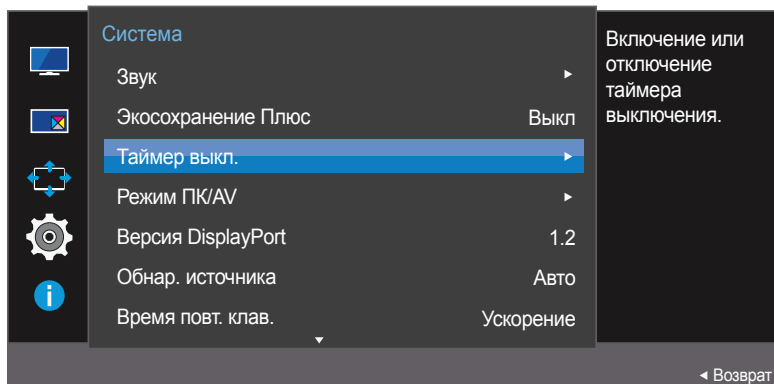 Система
Звук
Экосохранение Плюс Выкл
Таймер выкл.
Режим ПК/AV
Версия DisplayPort 1.2
Обнар. источника Авто
Время повт. клав. Ускорение
Включение или
отключение
таймера
выключения.
Возврат